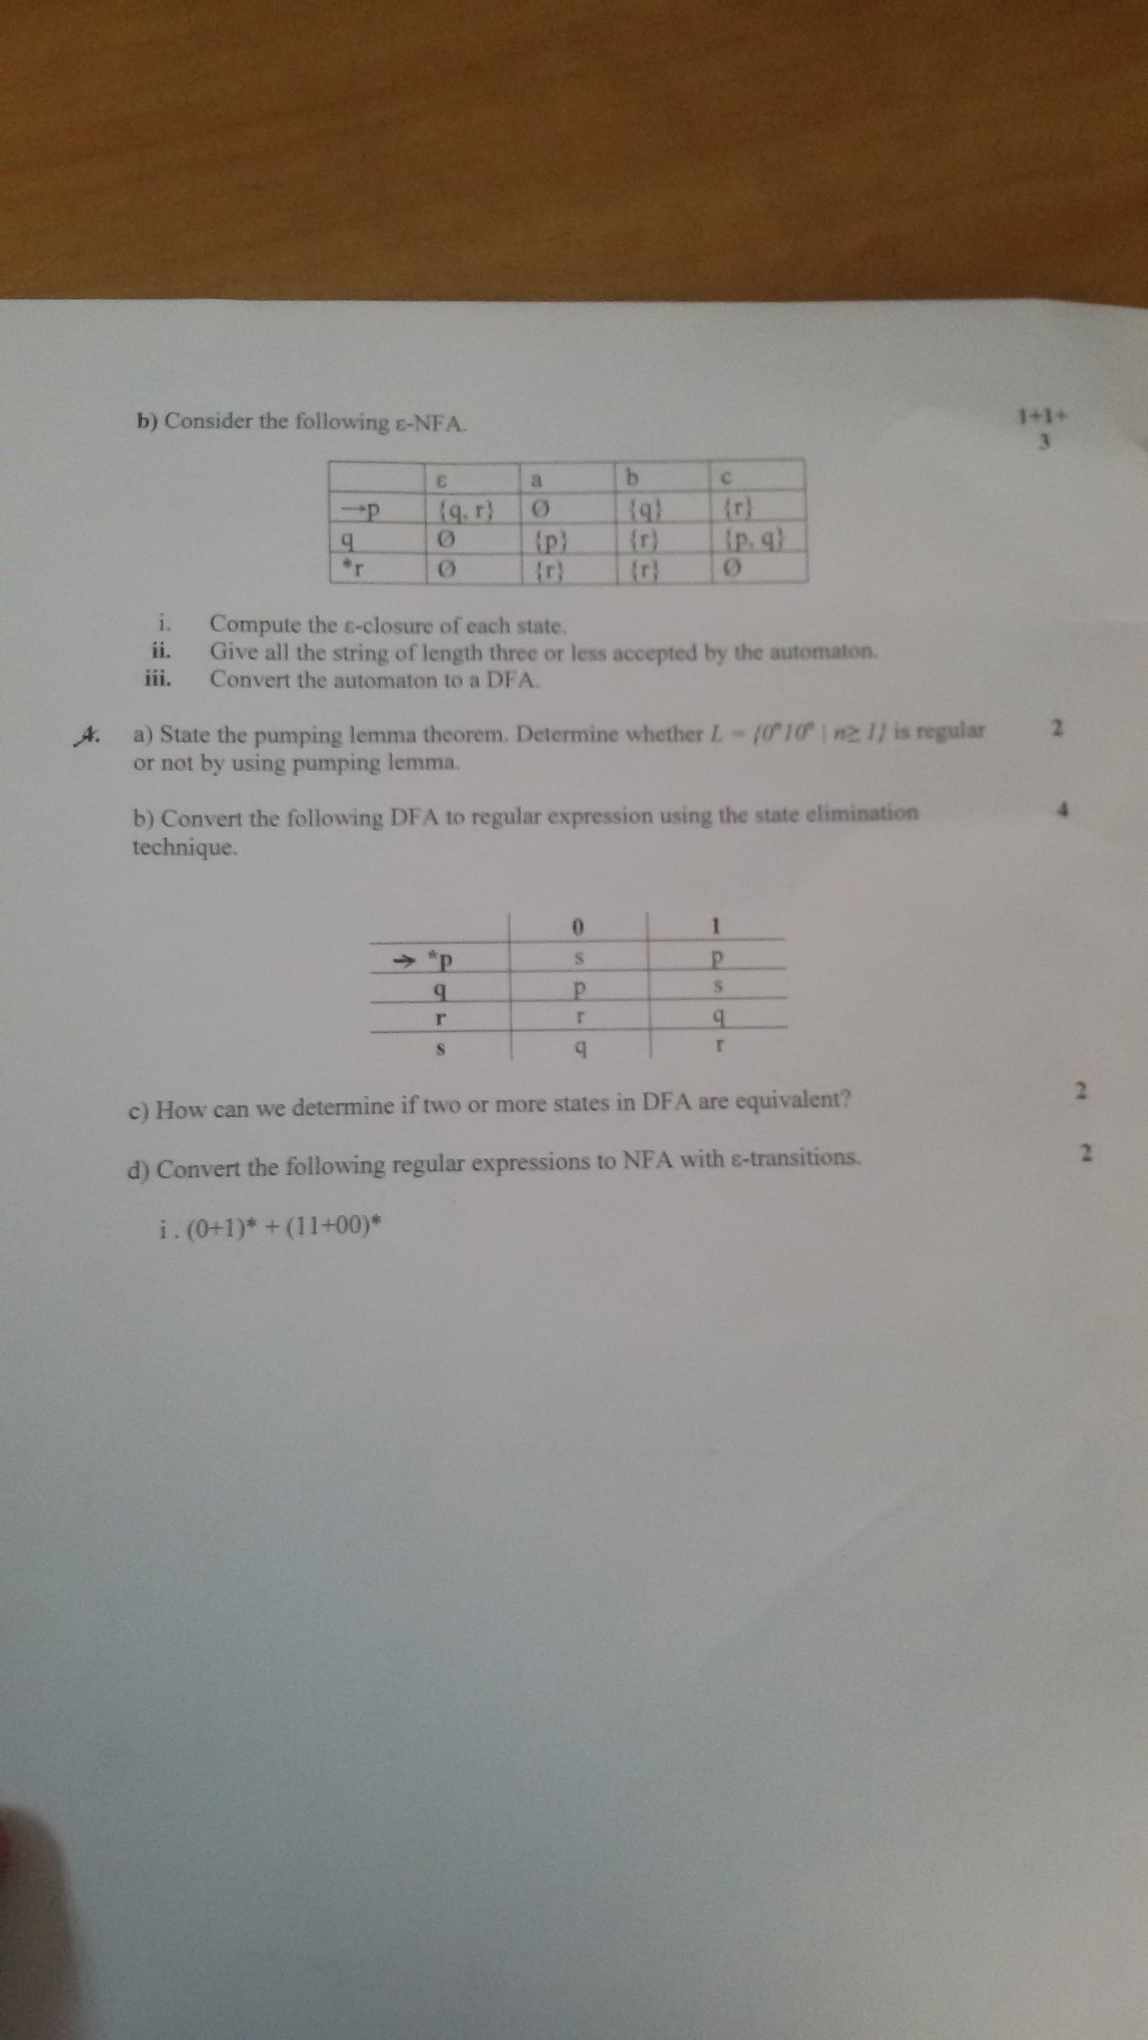 b) Consider the following ε-NFA. 1+1+
3
ε a b c
→p {q, r} Ø {q} {r}
q Ø {p} {r} {p, q}
*r Ø {r} {r} Ø
i. Compute the ε-closure of each state.
ii. Give all the string of length three or less accepted by the automaton.
iii. Convert the automaton to a DFA.
4. a) State the pumping lemma theorem. Determine whether L = {0ⁿ10ⁿ | n≥ 1} is regular 2
or not by using pumping lemma.
b) Convert the following DFA to regular expression using the state elimination 4
technique.
0 1
→ *p s p
q p s
r r q
s q r
c) How can we determine if two or more states in DFA are equivalent? 2
d) Convert the following regular expressions to NFA with ε-transitions. 2
i . (0+1)* + (11+00)*